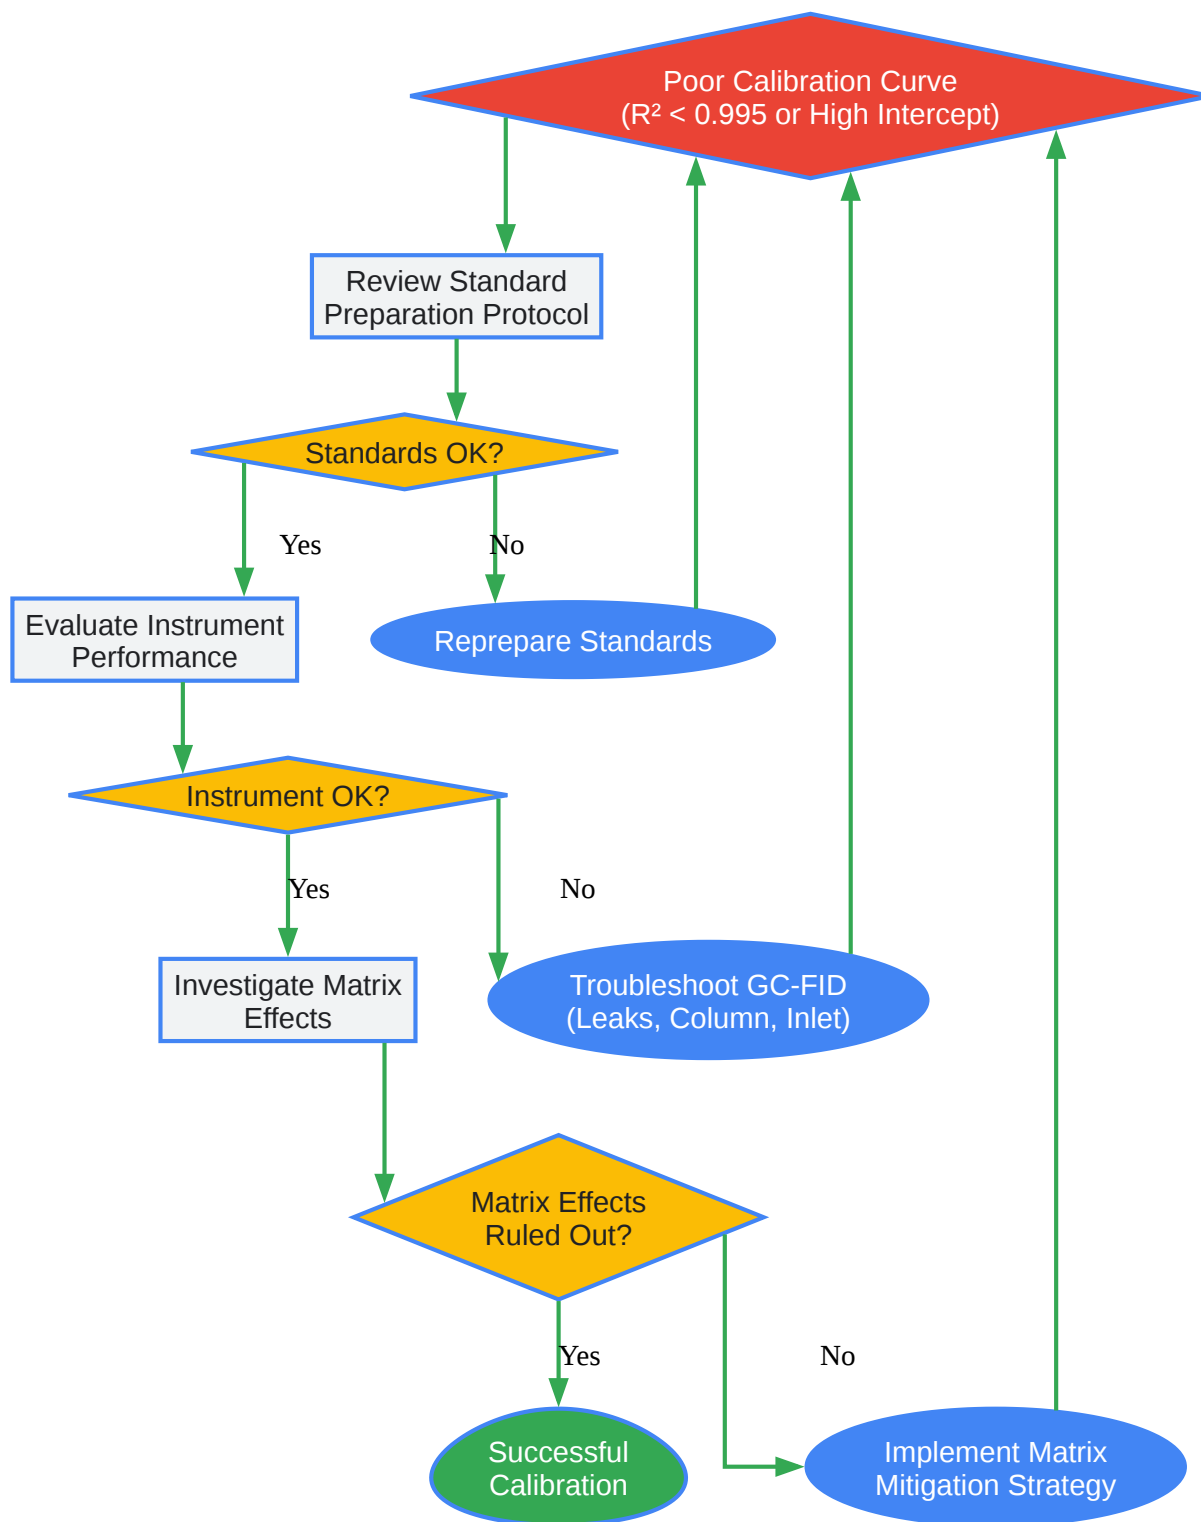 Poor Calibration Curve
(R² < 0.995 or High Intercept)
Review Standard
Preparation Protocol
Standards OK?
Yes
No
Evaluate Instrument
Performance
Reprepare Standards
Instrument OK?
Yes
No
Investigate Matrix
Effects
Troubleshoot GC-FID
(Leaks, Column, Inlet)
Matrix Effects
Ruled Out?
Yes
No
Successful
Calibration
Implement Matrix
Mitigation Strategy